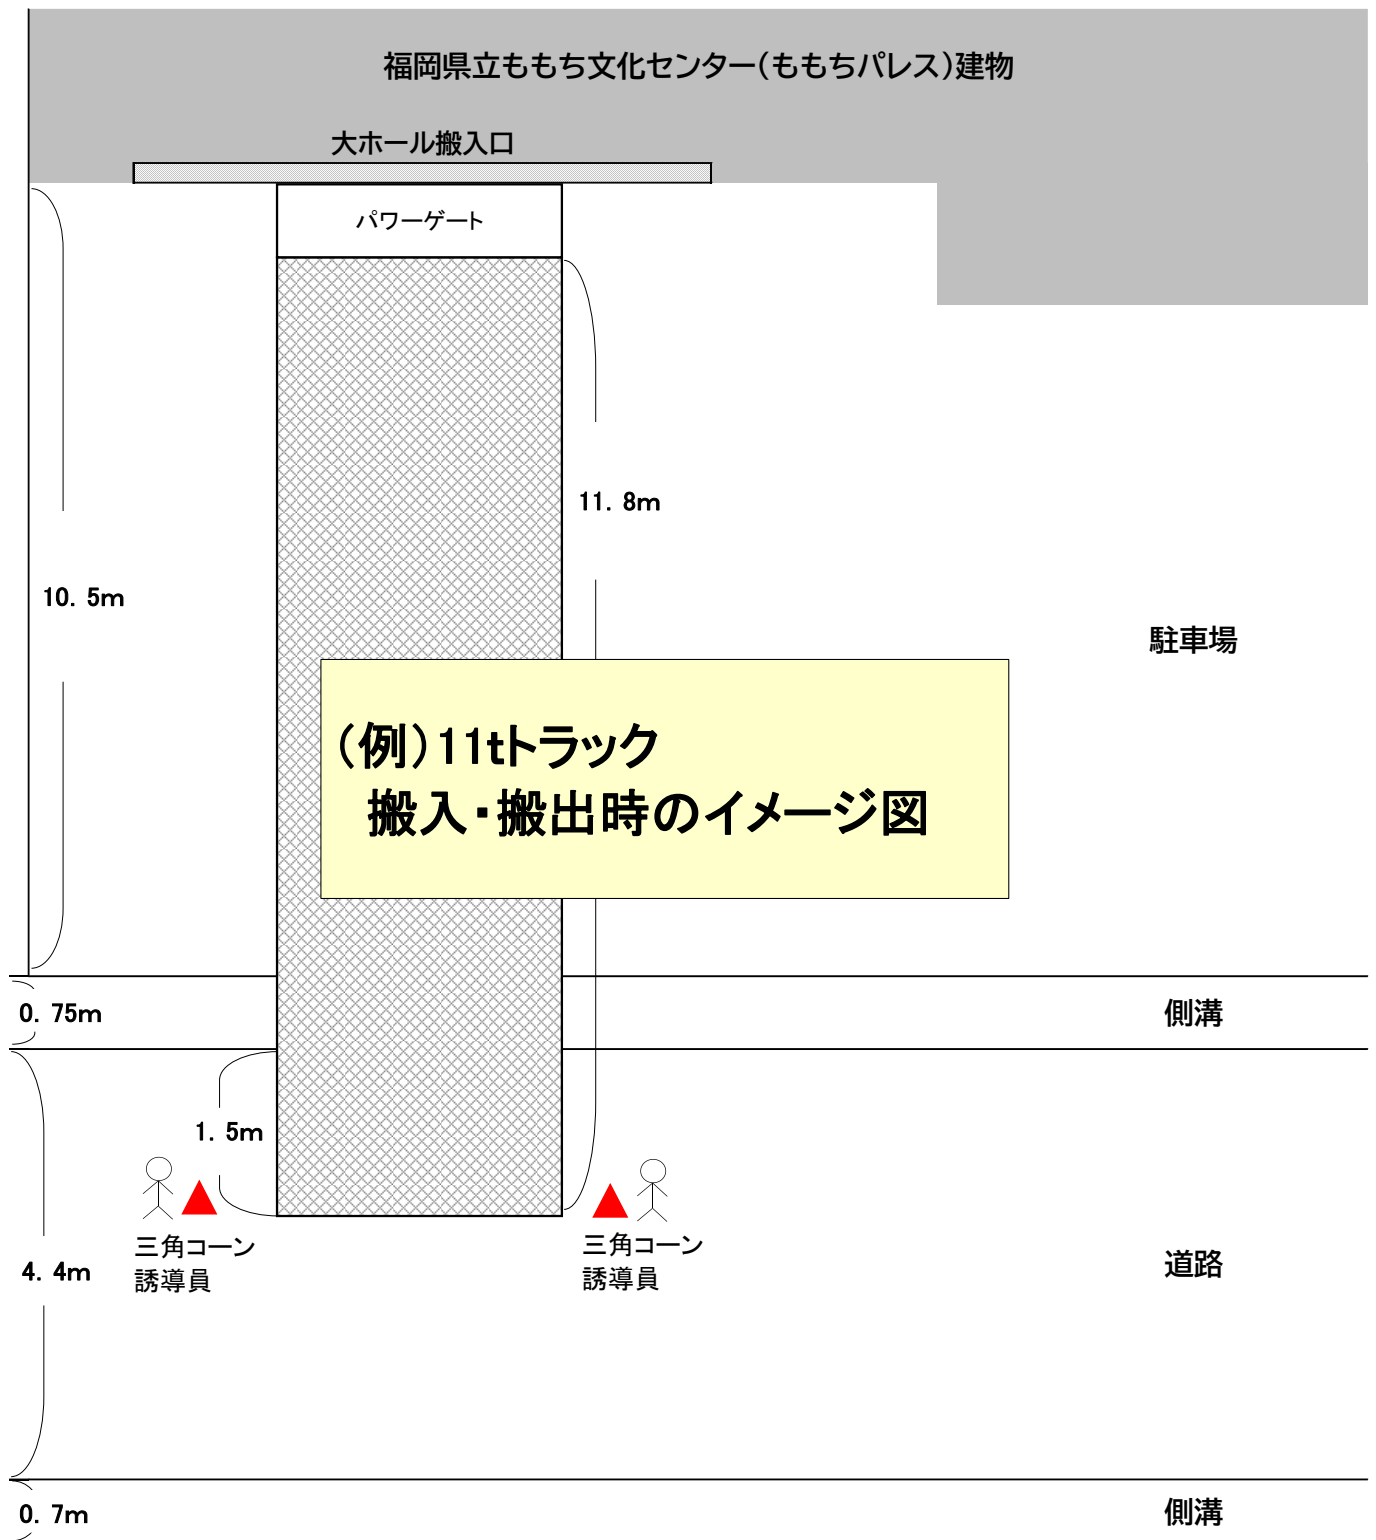 福岡県立ももち文化センター(ももちパレス)建物
大ホール搬入口
パワーゲート
11. 8m
10. 5m
駐車場
(例)11tトラック
搬入・搬出時のイメージ図
0. 75m
側溝
1. 5m
三角コーン
誘導員
三角コーン
誘導員
4. 4m
道路
0. 7m
側溝